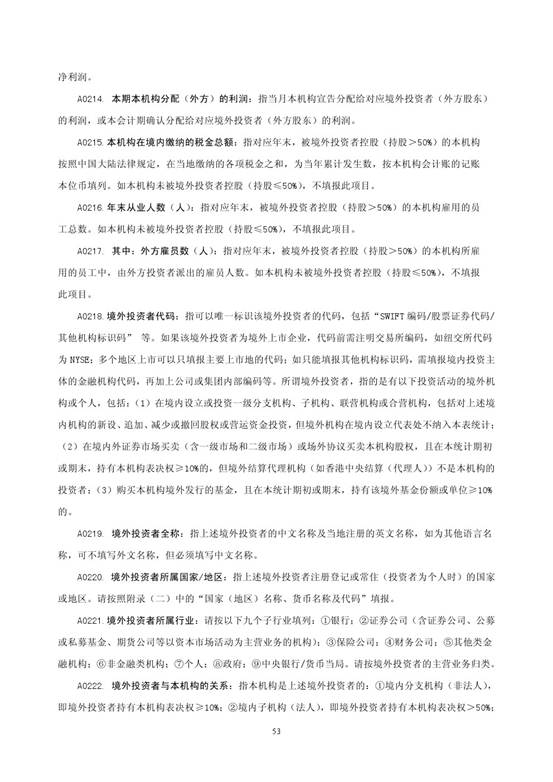 净利润。
A0214. 本期本机构分配（外方）的利润：指当月本机构宣告分配给对应境外投资者（外方股东）
的利润，或本会计期确认分配给对应境外投资者（外方股东）的利润。
A0215.本机构在境内缴纳的税金总额：指对应年末，被境外投资者控股（持股＞50%）的本机构
按照中国大陆法律规定，在当地缴纳的各项税金之和，为当年累计发生数，按本机构会计账的记账
本位币填列。如本机构未被境外投资者控股（持股≤50%），不填报此项目。
A0216.年末从业人数（人）：指对应年末，被境外投资者控股（持股＞50%）的本机构雇用的员
工总数。如本机构未被境外投资者控股（持股≤50%），不填报此项目。
A0217. 其中：外方雇员数（人）：指对应年末，被境外投资者控股（持股＞50%）的本机构所雇
用的员工中，由外方投资者派出的雇员人数。如本机构未被境外投资者控股（持股≤50%），不填报
此项目。
A0218.境外投资者代码：指可以唯一标识该境外投资者的代码，包括“SWIFT 编码/股票证券代码/
其他机构标识码” 等。如果该境外投资者为境外上市企业，代码前需注明交易所编码，如纽交所代码
为 NYSE；多个地区上市可以只填报主要上市地的代码；如只能填报其他机构标识码，需填报境内投资主
体的金融机构代码，再加上公司或集团内部编码等。所谓境外投资者，指的是有以下投资活动的境外机
构或个人，包括：（1）在境内设立或投资一级分支机构、子机构、联营机构或合营机构，包括对上述境
内机构的新设、追加、减少或撤回股权或营运资金投资，但境外机构在境内设立代表处不纳入本表统计；
（2）在境内外证券市场买卖（含一级市场和二级市场）或场外协议买卖本机构股权，且在本统计期初
或期末，持有本机构表决权≥10%的，但境外结算代理机构（如香港中央结算（代理人））不是本机构的
投资者；（3）购买本机构境外发行的基金，且在本统计期初或期末，持有该境外基金份额或单位≥10%
的。
A0219. 境外投资者全称：指上述境外投资者的中文名称及当地注册的英文名称，如为其他语言名
称，可不填写外文名称，但必须填写中文名称。
A0220. 境外投资者所属国家/地区：指上述境外投资者注册登记或常住（投资者为个人时）的国家
或地区。请按照附录（二）中的“国家（地区）名称、货币名称及代码”填报。
A0221.境外投资者所属行业：请按以下九个子行业填列：①银行；②证券公司（含证券公司、公募
或私募基金、期货公司等以资本市场活动为主营业务的机构）；③保险公司；④财务公司；⑤其他类金
融机构；⑥非金融类机构；⑦个人；⑧政府；⑨中央银行/货币当局。请按境外投资者的主营业务归类。
A0222. 境外投资者与本机构的关系：指本机构是上述境外投资者的：①境内分支机构（非法人），
即境外投资者持有本机构表决权≥10%；②境内子机构（法人），即境外投资者持有本机构表决权＞50%；
53